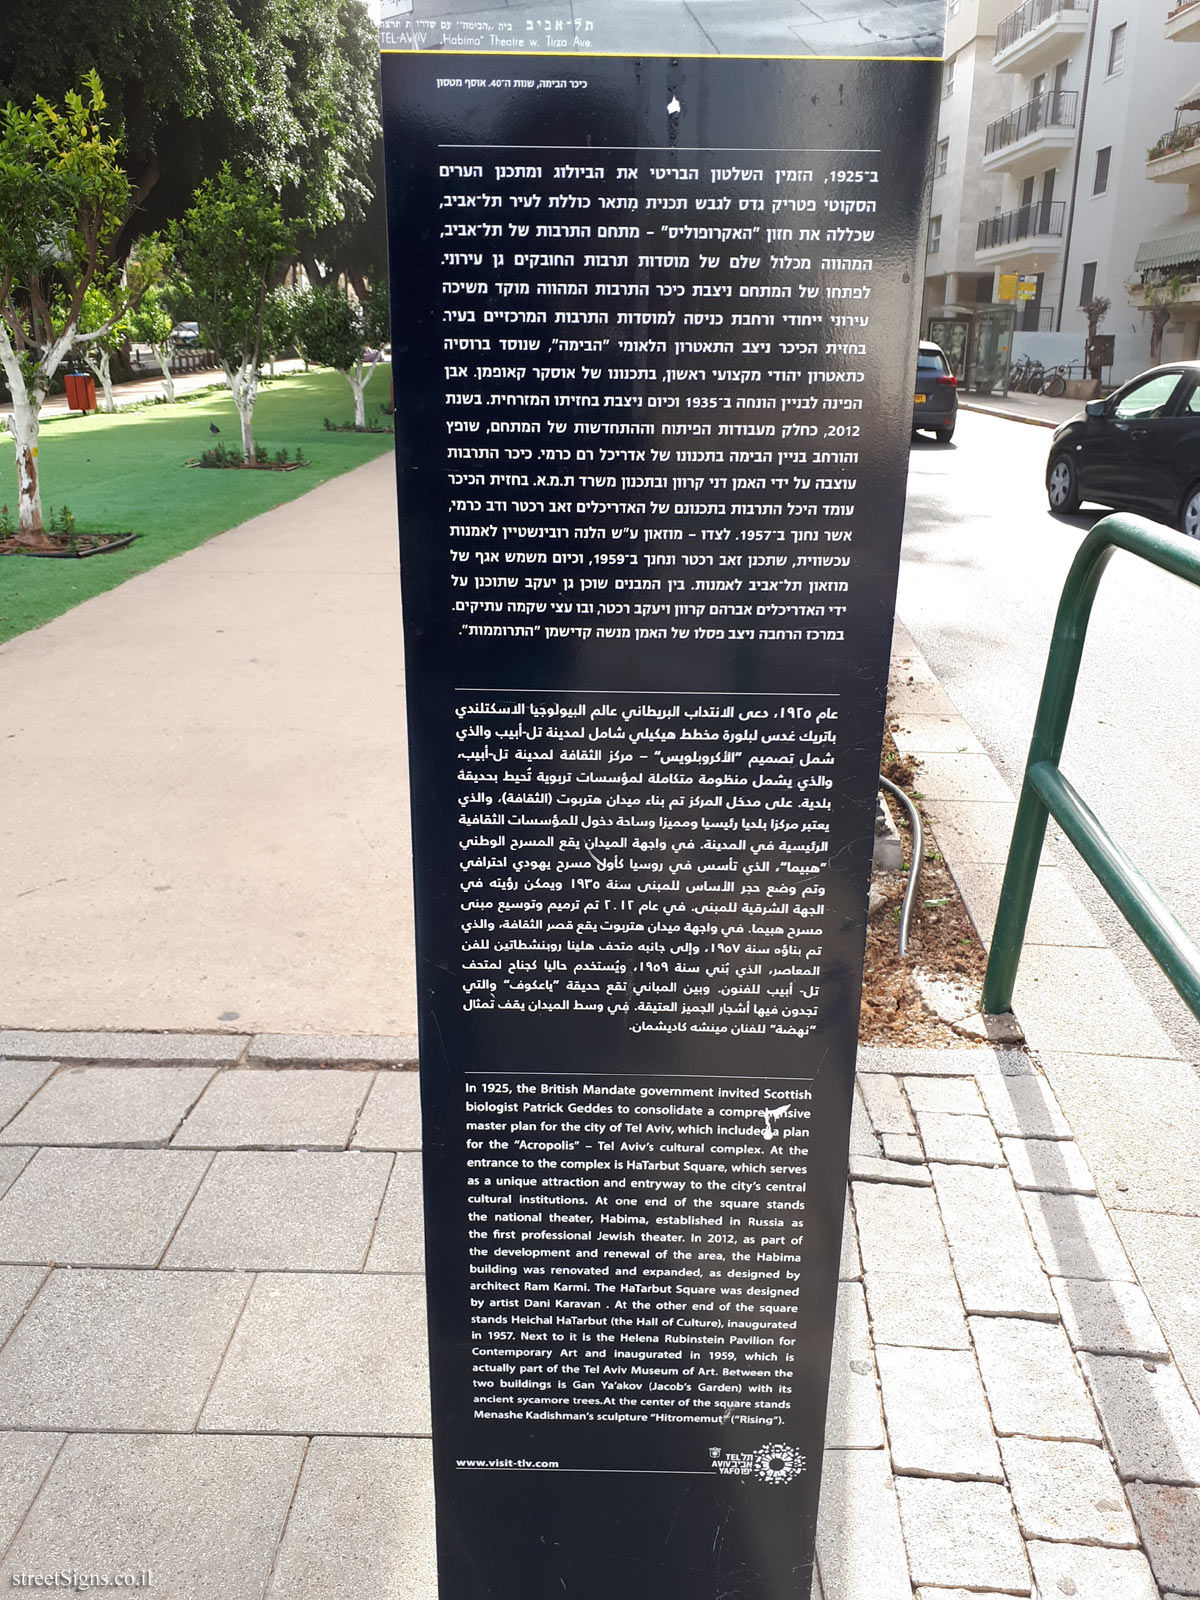 תל-אביב בית ,,הבימה'' עם שדרות תרצה
TEL-AVIV „Habima" Theatre w. Tirza Ave.
כיכר הבימה, שנות ה־40. אוסף מטסון
ב־1925, הזמין השלטון הבריטי את הביולוג ומתכנן הערים
הסקוטי פטריק גדס לגבש תכנית מִתאר כוללת לעיר תל־אביב,
שכללה את חזון "האקרופוליס" – מתחם התרבות של תל־אביב,
המהווה מכלול שלם של מוסדות תרבות החובקים גן עירוני.
לפתחו של המתחם ניצבת כיכר התרבות המהווה מוקד משיכה
עירוני ייחודי ורחבת כניסה למוסדות התרבות המרכזיים בעיר.
בחזית הכיכר ניצב התאטרון הלאומי "הבימה", שנוסד ברוסיה
כתאטרון יהודי מקצועי ראשון, בתכנונו של אוסקר קאופמן. אבן
הפינה לבניין הונחה ב־1935 וכיום ניצבת בחזיתו המזרחית. בשנת
2012, כחלק מעבודות הפיתוח וההתחדשות של המתחם, שופץ
והורחב בניין הבימה בתכנונו של אדריכל רם כרמי. כיכר התרבות
עוצבה על ידי האמן דני קרוון ובתכנון משרד ת.מ.א. בחזית הכיכר
עומד היכל התרבות בתכנונם של האדריכלים זאב רכטר ודב כרמי,
אשר נחנך ב־1957. לצדו – מוזאון ע"ש הלנה רובינשטיין לאמנות
עכשווית, שתכנן זאב רכטר ונחנך ב־1959, וכיום משמש אגף של
מוזאון תל־אביב לאמנות. בין המבנים שוכן גן יעקב שתוכנן על
ידי האדריכלים אברהם קרוון ויעקב רכטר, ובו עצי שקמה עתיקים.
במרכז הרחבה ניצב פסלו של האמן מנשה קדישמן "התרוממות".
عام ١٩٢٥، دعى الانتداب البريطاني عالم البيولوجيا الاسكتلندي
باتريك غدس لبلورة مخطط هيكيلي شامل لمدينة تل-أبيب والذي
شمل تصميم "الأكروبلويس" – مركز الثقافة لمدينة تل-أبيب،
والذي يشمل منظومة متكاملة لمؤسسات تربوية تُحيط بحديقة
بلدية. على مدخل المركز تم بناء ميدان هتربوت (الثقافة)، والذي
يعتبر مركزا بلديا رئيسيا ومميزا وساحة دخول للمؤسسات الثقافية
الرئيسية في المدينة. في واجهة الميدان يقع المسرح الوطني
"هبيما"، الذي تأسس في روسيا كأول مسرح يهودي احترافي
وتم وضع حجر الأساس للمبنى سنة ١٩٣٥ ويمكن رؤيته في
الجهة الشرقية للمبنى. في عام ٢٠١٢ تم ترميم وتوسيع مبنى
مسرح هبيما. في واجهة ميدان هتربوت يقع قصر الثقافة، والذي
تم بناؤه سنة ١٩٥٧، وإلى جانبه متحف هلينا روبنشطاتين للفن
المعاصر، الذي بُني سنة ١٩٥٩، ويُستخدم حاليا كجناح لمتحف
تل- أبيب للفنون. وبين المباني تقع حديقة "ياعكوف" والتي
تجدون فيها أشجار الجميز العتيقة. في وسط الميدان يقف تمثال
"نهضة" للفنان مينشه كاديشمان.
In 1925, the British Mandate government invited Scottish
biologist Patrick Geddes to consolidate a comprehensive
master plan for the city of Tel Aviv, which included a plan
for the "Acropolis" – Tel Aviv's cultural complex. At the
entrance to the complex is HaTarbut Square, which serves
as a unique attraction and entryway to the city's central
cultural institutions. At one end of the square stands
the national theater, Habima, established in Russia as
the first professional Jewish theater. In 2012, as part of
the development and renewal of the area, the Habima
building was renovated and expanded, as designed by
architect Ram Karmi. The HaTarbut Square was designed
by artist Dani Karavan . At the other end of the square
stands Heichal HaTarbut (the Hall of Culture), inaugurated
in 1957. Next to it is the Helena Rubinstein Pavilion for
Contemporary Art and inaugurated in 1959, which is
actually part of the Tel Aviv Museum of Art. Between the
two buildings is Gan Ya'akov (Jacob's Garden) with its
ancient sycamore trees.At the center of the square stands
Menashe Kadishman's sculpture "Hitromemut" ("Rising").
www.visit-tlv.com
TEL תל
AVIV אביב
YAFO יפו
streetSigns.co.il